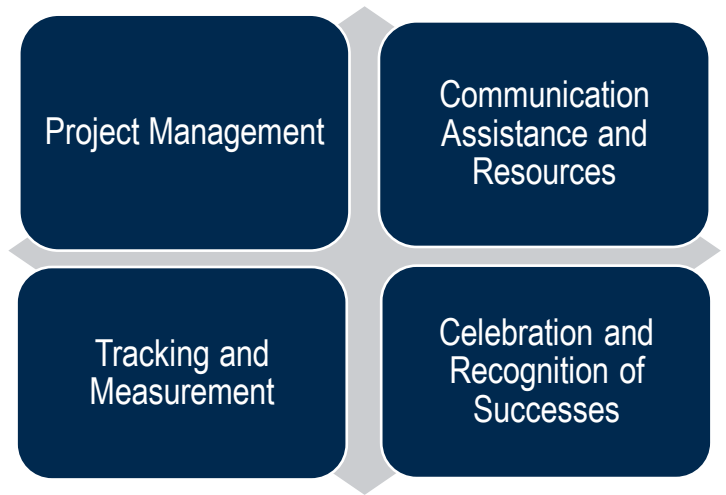 Project Management
Communication
Assistance and
Resources
Tracking and
Measurement
Celebration and
Recognition of
Successes